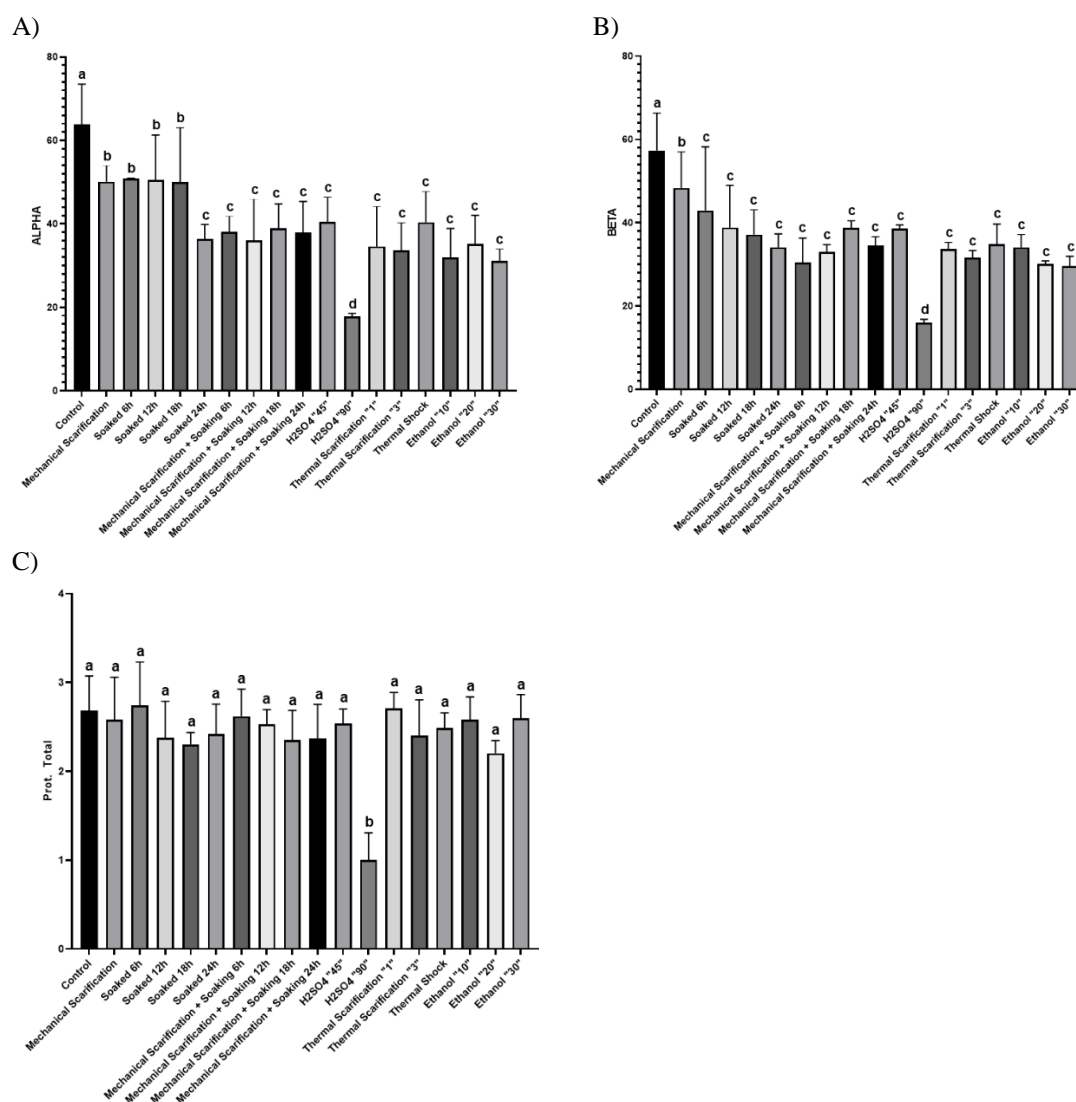 A)
80
60
40
20
0
ALPHA
a
b
b
b
b
c
c
c
c
c
c
d
c
c
c
c
c
c
Control
Mechanical Scarification
Soaked 6h
Soaked 12h
Soaked 18h
Soaked 24h
Mechanical Scarification + Soaking 6h
Mechanical Scarification + Soaking 12h
Mechanical Scarification + Soaking 18h
Mechanical Scarification + Soaking 24h
H2SO4 "45"
H2SO4 "90"
Thermal Scarification "1"
Thermal Scarification "3"
Thermal Shock
Ethanol "10"
Ethanol "20"
Ethanol "30"
B)
80
60
40
20
0
BETA
a
b
c
c
c
c
c
c
c
c
c
d
c
c
c
c
c
c
Control
Mechanical Scarification
Soaked 6h
Soaked 12h
Soaked 18h
Soaked 24h
Mechanical Scarification + Soaking 6h
Mechanical Scarification + Soaking 12h
Mechanical Scarification + Soaking 18h
Mechanical Scarification + Soaking 24h
H2SO4 "45"
H2SO4 "90"
Thermal Scarification "1"
Thermal Scarification "3"
Thermal Shock
Ethanol "10"
Ethanol "20"
Ethanol "30"
C)
4
3
2
1
0
Prot. Total
a
a
a
a
a
a
a
a
a
a
a
b
a
a
a
a
a
a
Control
Mechanical Scarification
Soaked 6h
Soaked 12h
Soaked 18h
Soaked 24h
Mechanical Scarification + Soaking 6h
Mechanical Scarification + Soaking 12h
Mechanical Scarification + Soaking 18h
Mechanical Scarification + Soaking 24h
H2SO4 "45"
H2SO4 "90"
Thermal Scarification "1"
Thermal Scarification "3"
Thermal Shock
Ethanol "10"
Ethanol "20"
Ethanol "30"